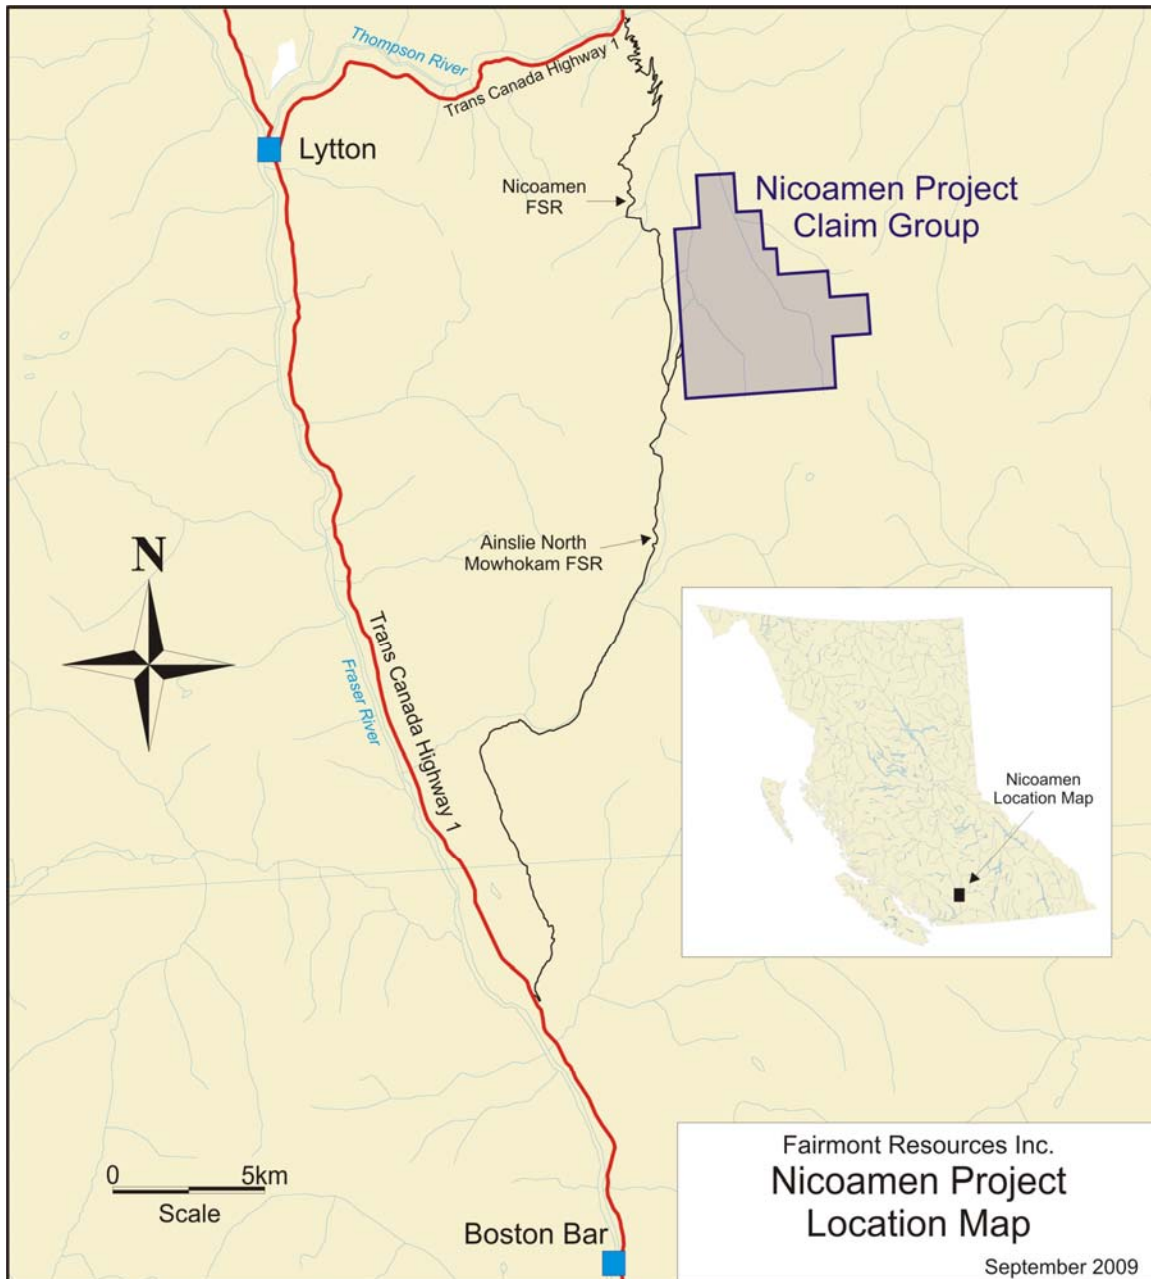 Thompson River
Trans Canada Highway 1
Lytton
Nicoamen
FSR
Nicoamen Project
Claim Group
Ainslie North
Mowhokam FSR
N
Trans Canada Highway 1
Fraser River
Nicoamen
Location Map
0 5km
Scale
Boston Bar
Fairmont Resources Inc.
Nicoamen Project
Location Map
September 2009